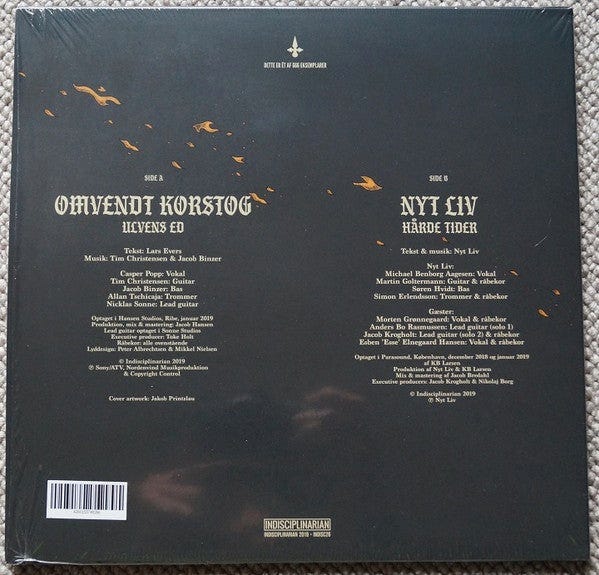 DETTE ER ÉT AF 666 EKSEMPLARER
SIDE A
OMVENDT KORSTOG
ULVENS ED
Tekst: Lars Evers
Musik: Tim Christensen & Jacob Binzer
Casper Popp: Vokal
Tim Christensen: Guitar
Jacob Binzer: Bas
Allan Tschicaja: Trommer
Nicklas Sonne: Lead guitar
Optaget i Hansen Studios, Ribe, januar 2019
Produktion, mix & mastering: Jacob Hansen
Lead guitar optaget i Sonne Studios
Executive producer: Toke Holt
Råbekor: alle ovenstående
Lyddesign: Peter Albrechtsen & Mikkel Nielsen
© Indisciplinarian 2019
℗ Sony/ATV, Nordenvind Musikproduktion
& Copyright Control
Cover artwork: Jakob Printzlau
SIDE B
NYT LIV
HÅRDE TIDER
Tekst & musik: Nyt Liv
Nyt Liv:
Michael Benborg Aagesen: Vokal
Martin Goltermann: Guitar & råbekor
Søren Hvidt: Bas
Simon Erlendsson: Trommer & råbekor
Gæster:
Morten Grønnegaard: Vokal & råbekor
Anders Bo Rasmussen: Lead guitar (solo 1)
Jacob Krogholt: Lead guitar (solo 2) & råbekor
Esben 'Esse' Elnegaard Hansen: Vokal & råbekor
Optaget i Parasound, København, december 2018 og januar 2019
af KB Larsen
Produktion af Nyt Liv & KB Larsen
Mix & mastering af Jacob Bredahl
Executive producers: Jacob Krogholt & Nikolaj Borg
© Indisciplinarian 2019
℗ Nyt Liv
INDISCIPLINARIAN
INDISCIPLINARIAN 2019 • INDISC26